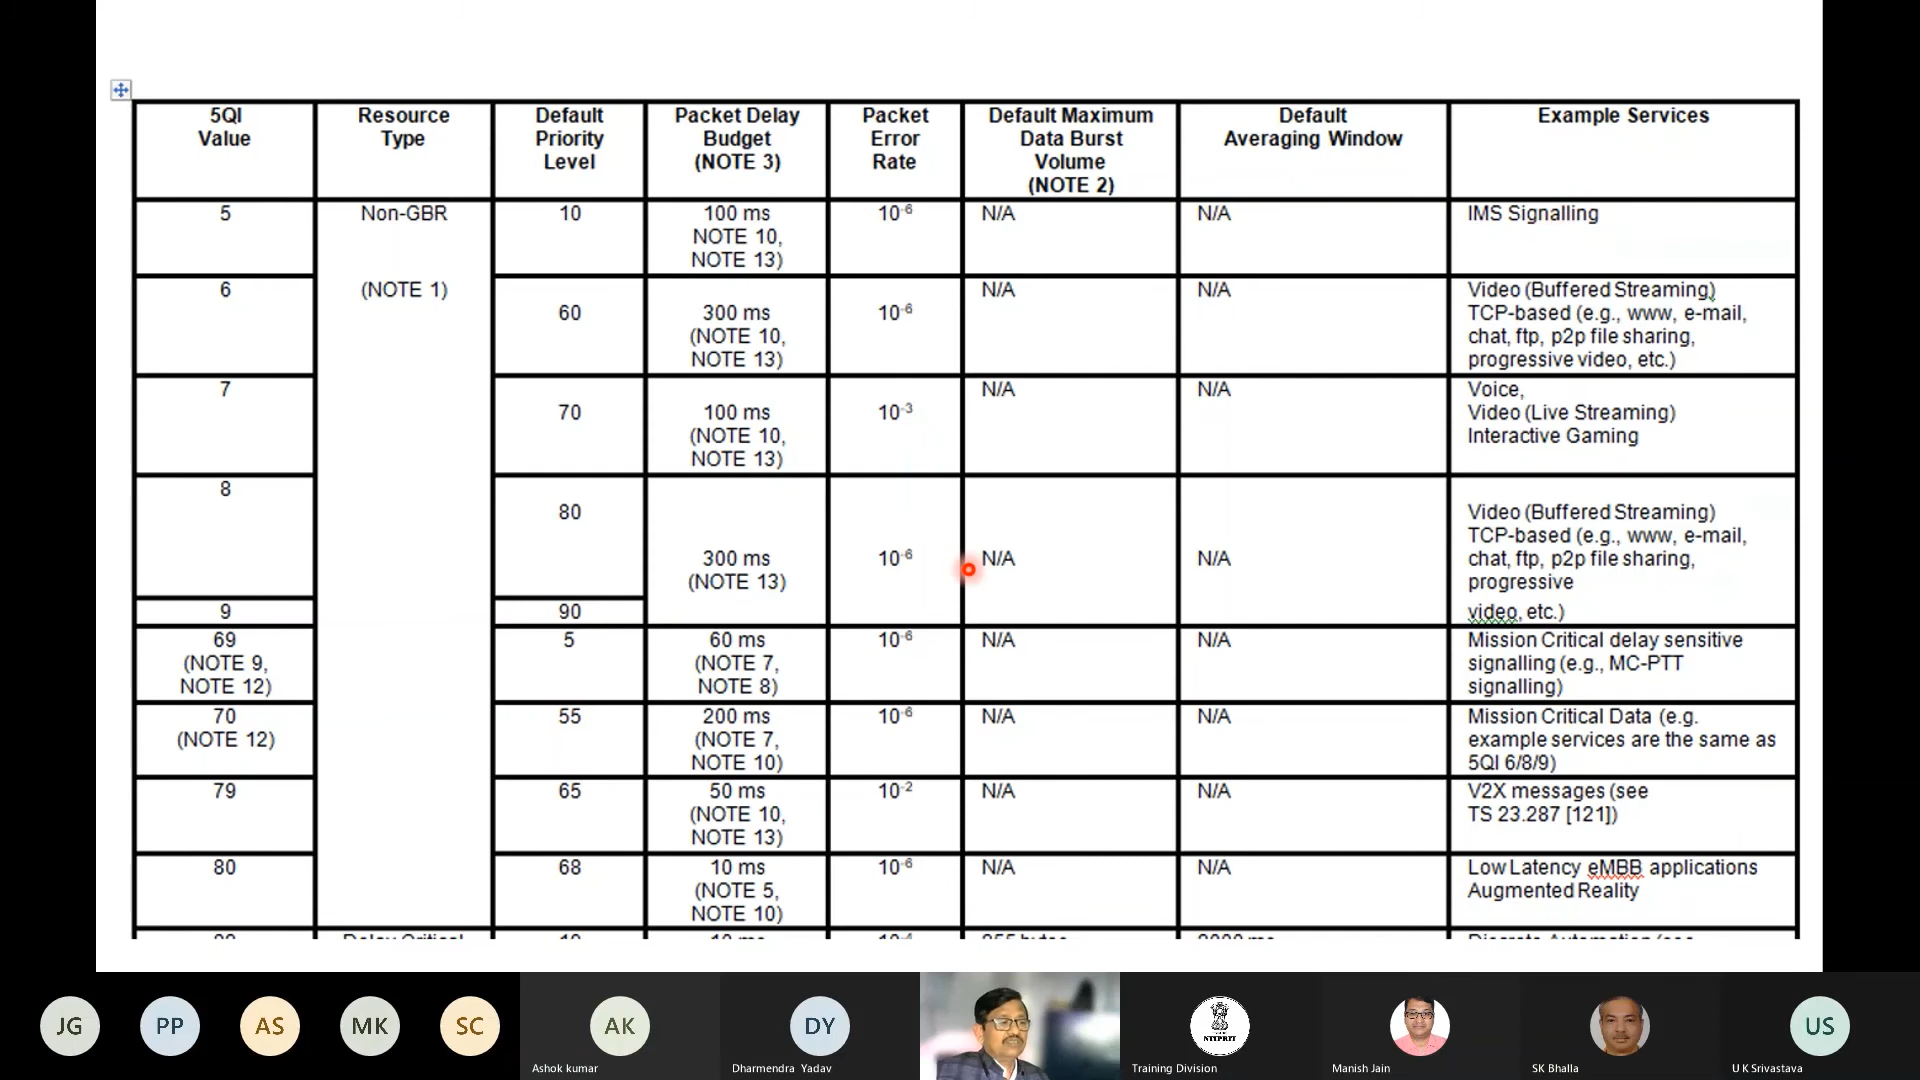 5QI
Value
Resource
Type
Default
Priority
Level
Packet Delay
Budget
(NOTE 3)
Packet
Error
Rate
Default Maximum
Data Burst
Volume
(NOTE 2)
Default
Averaging Window
Example Services
5
Non-GBR
(NOTE 1)
10
100 ms
NOTE 10,
NOTE 13)
10-6
N/A
N/A
IMS Signalling
6
60
300 ms
(NOTE 10,
NOTE 13)
10-6
N/A
N/A
Video (Buffered Streaming)
TCP-based (e.g., www, e-mail,
chat, ftp, p2p file sharing,
progressive video, etc.)
7
70
100 ms
(NOTE 10,
NOTE 13)
10-3
N/A
N/A
Voice,
Video (Live Streaming)
Interactive Gaming
8
80
300 ms
(NOTE 13)
10-6
N/A
N/A
Video (Buffered Streaming)
TCP-based (e.g., www, e-mail,
chat, ftp, p2p file sharing,
progressive
video, etc.)
9
90
69
(NOTE 9,
NOTE 12)
5
60 ms
(NOTE 7,
NOTE 8)
10-6
N/A
N/A
Mission Critical delay sensitive
signalling (e.g., MC-PTT
signalling)
70
(NOTE 12)
55
200 ms
(NOTE 7,
NOTE 10)
10-6
N/A
N/A
Mission Critical Data (e.g.
example services are the same as
5QI 6/8/9)
79
65
50 ms
(NOTE 10,
NOTE 13)
10-2
N/A
N/A
V2X messages (see
TS 23.287 [121])
80
68
10 ms
(NOTE 5,
NOTE 10)
10-6
N/A
N/A
Low Latency eMBB applications
Augmented Reality
JG
PP
AS
MK
SC
AK
Ashok kumar
DY
Dharmendra Yadav
NTIPRIT
Training Division
Manish Jain
SK Bhalla
US
U K Srivastava